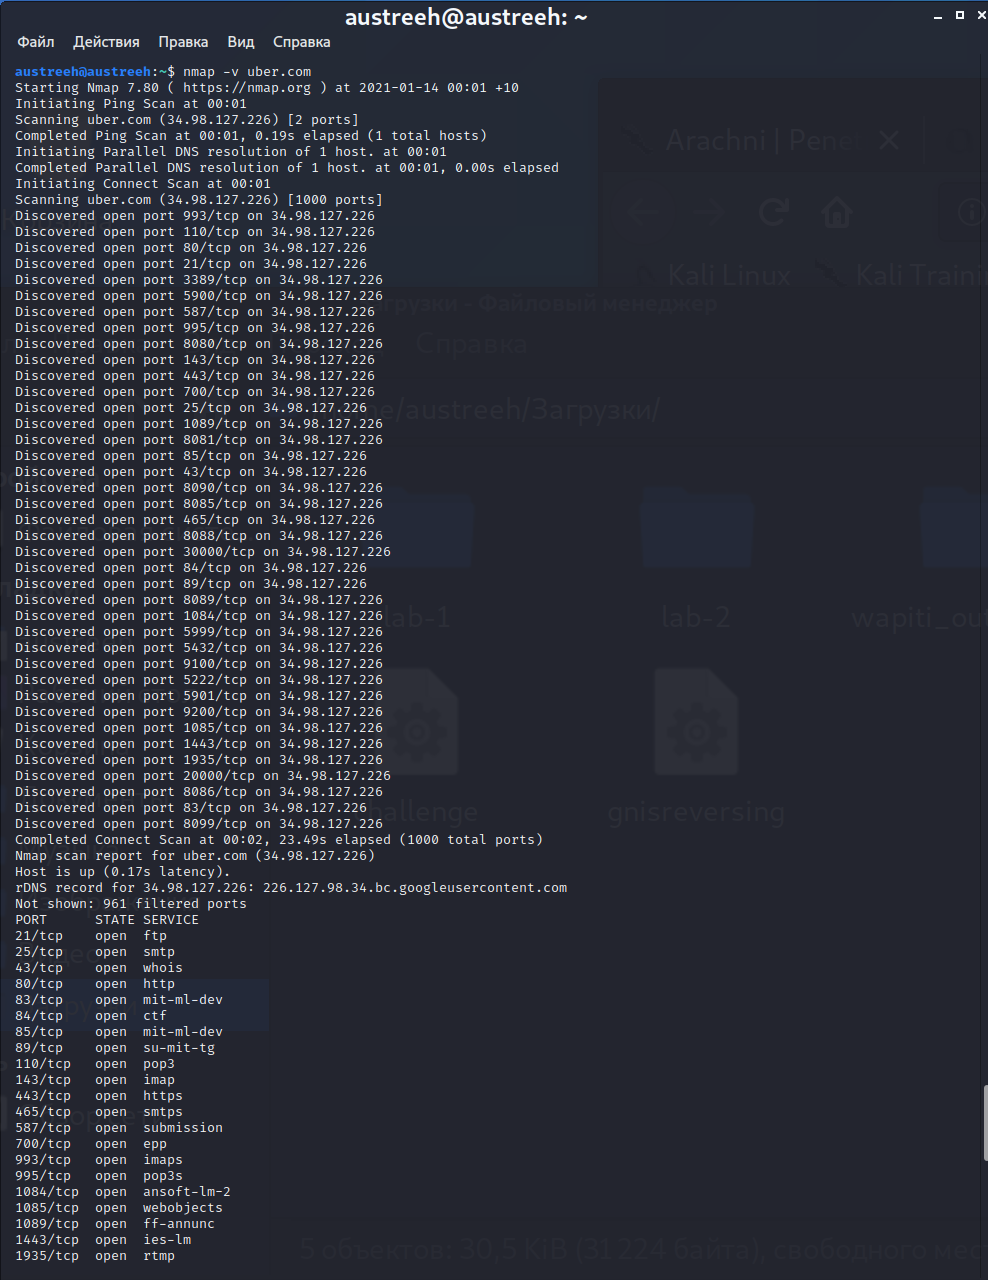 austreeh@austreeh: ~
Файл Действия Правка Вид Справка
austreeh@austreeh:~$ nmap -v uber.com
Starting Nmap 7.80 ( https://nmap.org ) at 2021-01-14 00:01 +10
Initiating Ping Scan at 00:01
Scanning uber.com (34.98.127.226) [2 ports]
Completed Ping Scan at 00:01, 0.19s elapsed (1 total hosts)
Initiating Parallel DNS resolution of 1 host. at 00:01
Completed Parallel DNS resolution of 1 host. at 00:01, 0.00s elapsed
Initiating Connect Scan at 00:01
Scanning uber.com (34.98.127.226) [1000 ports]
Discovered open port 993/tcp on 34.98.127.226
Discovered open port 110/tcp on 34.98.127.226
Discovered open port 80/tcp on 34.98.127.226
Discovered open port 21/tcp on 34.98.127.226
Discovered open port 3389/tcp on 34.98.127.226
Discovered open port 5900/tcp on 34.98.127.226
Discovered open port 587/tcp on 34.98.127.226
Discovered open port 995/tcp on 34.98.127.226
Discovered open port 8080/tcp on 34.98.127.226
Discovered open port 143/tcp on 34.98.127.226
Discovered open port 443/tcp on 34.98.127.226
Discovered open port 700/tcp on 34.98.127.226
Discovered open port 25/tcp on 34.98.127.226
Discovered open port 1089/tcp on 34.98.127.226
Discovered open port 8081/tcp on 34.98.127.226
Discovered open port 85/tcp on 34.98.127.226
Discovered open port 43/tcp on 34.98.127.226
Discovered open port 8090/tcp on 34.98.127.226
Discovered open port 8085/tcp on 34.98.127.226
Discovered open port 465/tcp on 34.98.127.226
Discovered open port 8088/tcp on 34.98.127.226
Discovered open port 30000/tcp on 34.98.127.226
Discovered open port 84/tcp on 34.98.127.226
Discovered open port 89/tcp on 34.98.127.226
Discovered open port 8089/tcp on 34.98.127.226
Discovered open port 1084/tcp on 34.98.127.226
Discovered open port 5999/tcp on 34.98.127.226
Discovered open port 5432/tcp on 34.98.127.226
Discovered open port 9100/tcp on 34.98.127.226
Discovered open port 5222/tcp on 34.98.127.226
Discovered open port 5901/tcp on 34.98.127.226
Discovered open port 9200/tcp on 34.98.127.226
Discovered open port 1085/tcp on 34.98.127.226
Discovered open port 1443/tcp on 34.98.127.226
Discovered open port 1935/tcp on 34.98.127.226
Discovered open port 20000/tcp on 34.98.127.226
Discovered open port 8086/tcp on 34.98.127.226
Discovered open port 83/tcp on 34.98.127.226
Discovered open port 8099/tcp on 34.98.127.226
Completed Connect Scan at 00:02, 23.49s elapsed (1000 total ports)
Nmap scan report for uber.com (34.98.127.226)
Host is up (0.17s latency).
rDNS record for 34.98.127.226: 226.127.98.34.bc.googleusercontent.com
Not shown: 961 filtered ports
PORT STATE SERVICE
21/tcp open ftp
25/tcp open smtp
43/tcp open whois
80/tcp open http
83/tcp open mit-ml-dev
84/tcp open ctf
85/tcp open mit-ml-dev
89/tcp open su-mit-tg
110/tcp open pop3
143/tcp open imap
443/tcp open https
465/tcp open smtps
587/tcp open submission
700/tcp open epp
993/tcp open imaps
995/tcp open pop3s
1084/tcp open ansoft-lm-2
1085/tcp open webobjects
1089/tcp open ff-annunc
1443/tcp open ies-lm
1935/tcp open rtmp
Arachni | Pene
Kali Linux Kali Traini
Файловый менеджер
Справка
/austreeh/Загрузки/
lab-1 lab-2 wapiti_ou
challenge gnisreversing
5 объектов: 30,5 KiB (31 224 байта), свободного мес